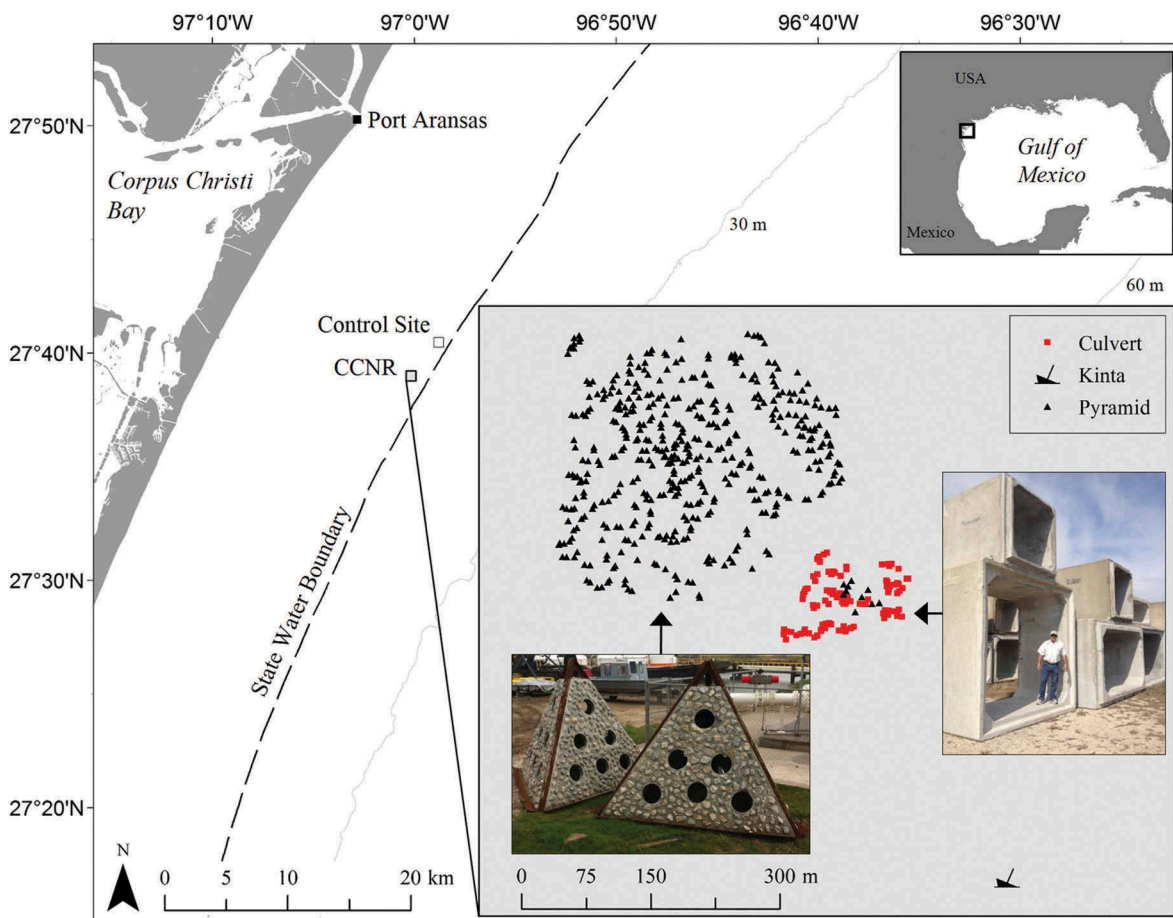 97°10'W 97°0'W 96°50'W 96°40'W 96°30'W
27°50'N
27°40'N
27°30'N
27°20'N
Port Aransas
Corpus Christi
Bay
USA
Gulf of
Mexico
Mexico
30 m
60 m
Control Site
CCNR
State Water Boundary
Culvert
Kinta
Pyramid
N
0 5 10 20 km
0 75 150 300 m